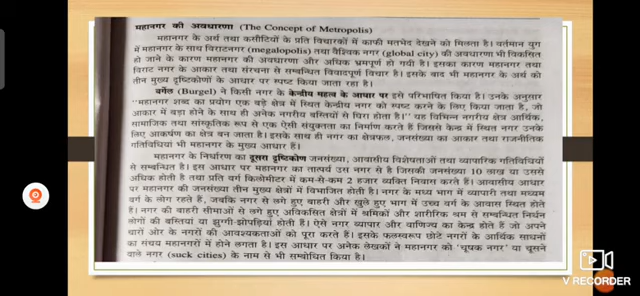 महानगर की अवधारणा (The Concept of Metropolis)
महानगर के अर्थ तथा कसौटियों के प्रति विचारकों में काफी मतभेद देखने को मिलता है। वर्तमान युग
में महानगर के साथ विराटनगर (megalopolis) तथा वैश्विक नगर (global city) की अवधारणा भी विकसित
हो जाने के कारण महानगर की अवधारणा और अधिक भ्रमपूर्ण हो गयी है। इसका कारण महानगर तथा
विराट नगर के आकार तथा संरचना से सम्बन्धित विवादपूर्ण विचार है। इसके बाद भी महानगर के अर्थ को
तीन मुख्य दृष्टिकोणों के आधार पर स्पष्ट किया जाता रहा है।
बर्गेल (Burgel) ने किसी नगर के केन्द्रीय महत्व के आधार पर इसे परिभाषित किया है। उनके अनुसार
"महानगर शब्द का प्रयोग एक बड़े क्षेत्र में स्थित केन्द्रीय नगर को स्पष्ट करने के लिए किया जाता है, जो
आकार में बड़ा होने के साथ ही अनेक नगरीय बस्तियों से घिरा होता है।" यह विभिन्न नगरीय क्षेत्र आर्थिक,
सामाजिक तथा सांस्कृतिक रूप से एक ऐसी संयुक्तता का निर्माण करते हैं जिससे केन्द्र में स्थित नगर उनके
लिए आकर्षण का क्षेत्र बन जाता है। इसके साथ ही नगर का क्षेत्रफल, जनसंख्या का आकार तथा राजनीतिक
गतिविधियां भी महानगर के मुख्य आधार हैं।
महानगर के निर्धारण का दूसरा दृष्टिकोण जनसंख्या, आवासीय विशेषताओं तथा व्यापारिक गतिविधियों
से सम्बन्धित है। इस आधार पर महानगर का तात्पर्य उस नगर से है जिसकी जनसंख्या 10 लाख या उससे
अधिक होती है तथा प्रति वर्ग किलोमीटर में कम-से-कम 2 हजार व्यक्ति निवास करते हैं। आवासीय आधार
पर महानगर की जनसंख्या तीन मुख्य क्षेत्रों में विभाजित होती है। नगर के मध्य भाग में व्यापारी तथा मध्यम
वर्ग के लोग रहते हैं, जबकि नगर से लगे हुए बाहरी और खुले हुए भाग में उच्च वर्ग के आवास स्थित होते
हैं। नगर की बाहरी सीमाओं से लगे हुए अविकसित क्षेत्रों में श्रमिकों और शारीरिक श्रम से सम्बन्धित निर्धन
लोगों की बस्तियां या झुग्गी-झोपड़ियां होती हैं। ऐसे नगर व्यापार और वाणिज्य का केन्द्र होते हैं जो अपने
चारों ओर के नगरों की आवश्यकताओं को पूरा करते हैं। इसके फलस्वरूप छोटे नगरों के आर्थिक साधनों
का संचय महानगरों में होने लगता है। इस आधार पर अनेक लेखकों ने महानगर को 'चूषक नगर' या चूसने
वाले नगर (suck cities) के नाम से भी सम्बोधित किया है।
V RECORDER